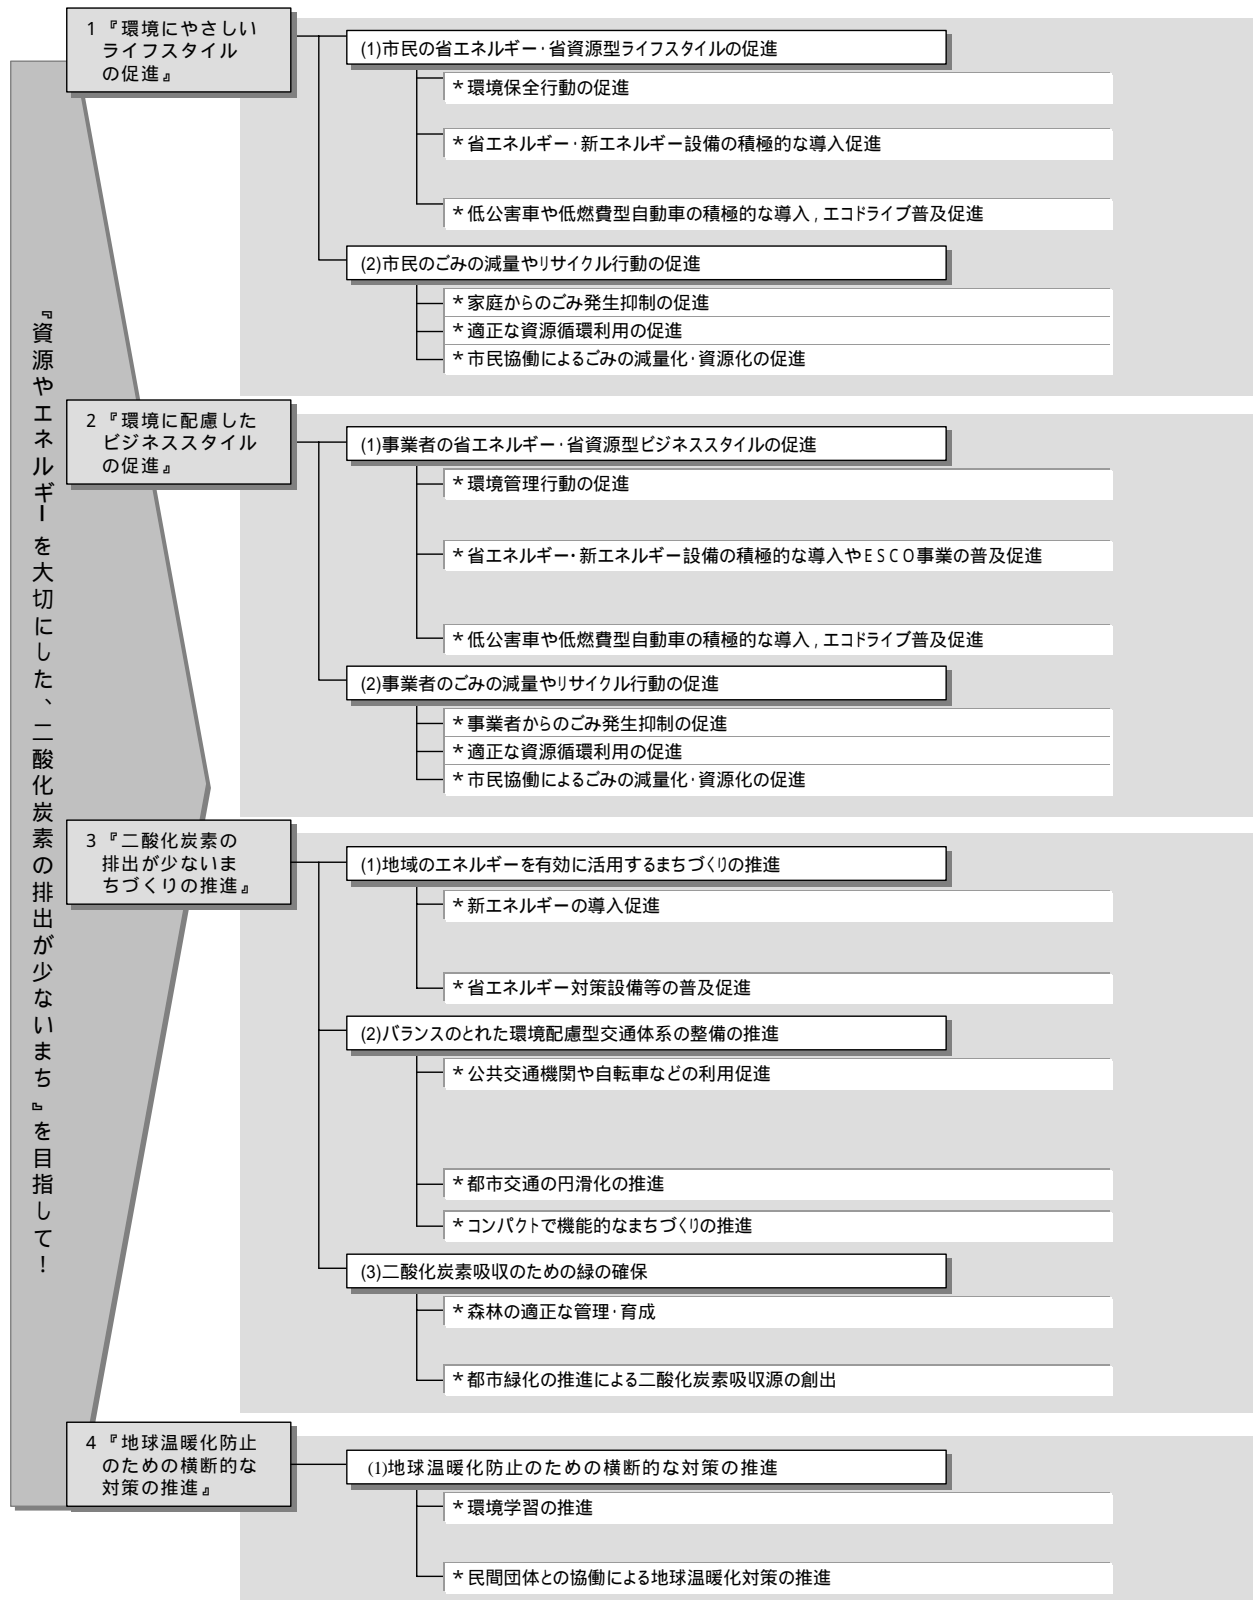 『資源やエネルギーを大切にした、二酸化炭素の排出が少ないまち』を目指して！
1『環境にやさしい
ライフスタイル
の促進』
(1)市民の省エネルギー・省資源型ライフスタイルの促進
＊環境保全行動の促進
＊省エネルギー・新エネルギー設備の積極的な導入促進
＊低公害車や低燃費型自動車の積極的な導入，エコドライブ普及促進
(2)市民のごみの減量やリサイクル行動の促進
＊家庭からのごみ発生抑制の促進
＊適正な資源循環利用の促進
＊市民協働によるごみの減量化・資源化の促進
2『環境に配慮した
ビジネススタイル
の促進』
(1)事業者の省エネルギー・省資源型ビジネススタイルの促進
＊環境管理行動の促進
＊省エネルギー・新エネルギー設備の積極的な導入やESCO事業の普及促進
＊低公害車や低燃費型自動車の積極的な導入，エコドライブ普及促進
(2)事業者のごみの減量やリサイクル行動の促進
＊事業者からのごみ発生抑制の促進
＊適正な資源循環利用の促進
＊市民協働によるごみの減量化・資源化の促進
3『二酸化炭素の
排出が少ないま
ちづくりの推進』
(1)地域のエネルギーを有効に活用するまちづくりの推進
＊新エネルギーの導入促進
＊省エネルギー対策設備等の普及促進
(2)バランスのとれた環境配慮型交通体系の整備の推進
＊公共交通機関や自転車などの利用促進
＊都市交通の円滑化の推進
＊コンパクトで機能的なまちづくりの推進
(3)二酸化炭素吸収のための緑の確保
＊森林の適正な管理・育成
＊都市緑化の推進による二酸化炭素吸収源の創出
4『地球温暖化防止
のための横断的な
対策の推進』
(1)地球温暖化防止のための横断的な対策の推進
＊環境学習の推進
＊民間団体との協働による地球温暖化対策の推進